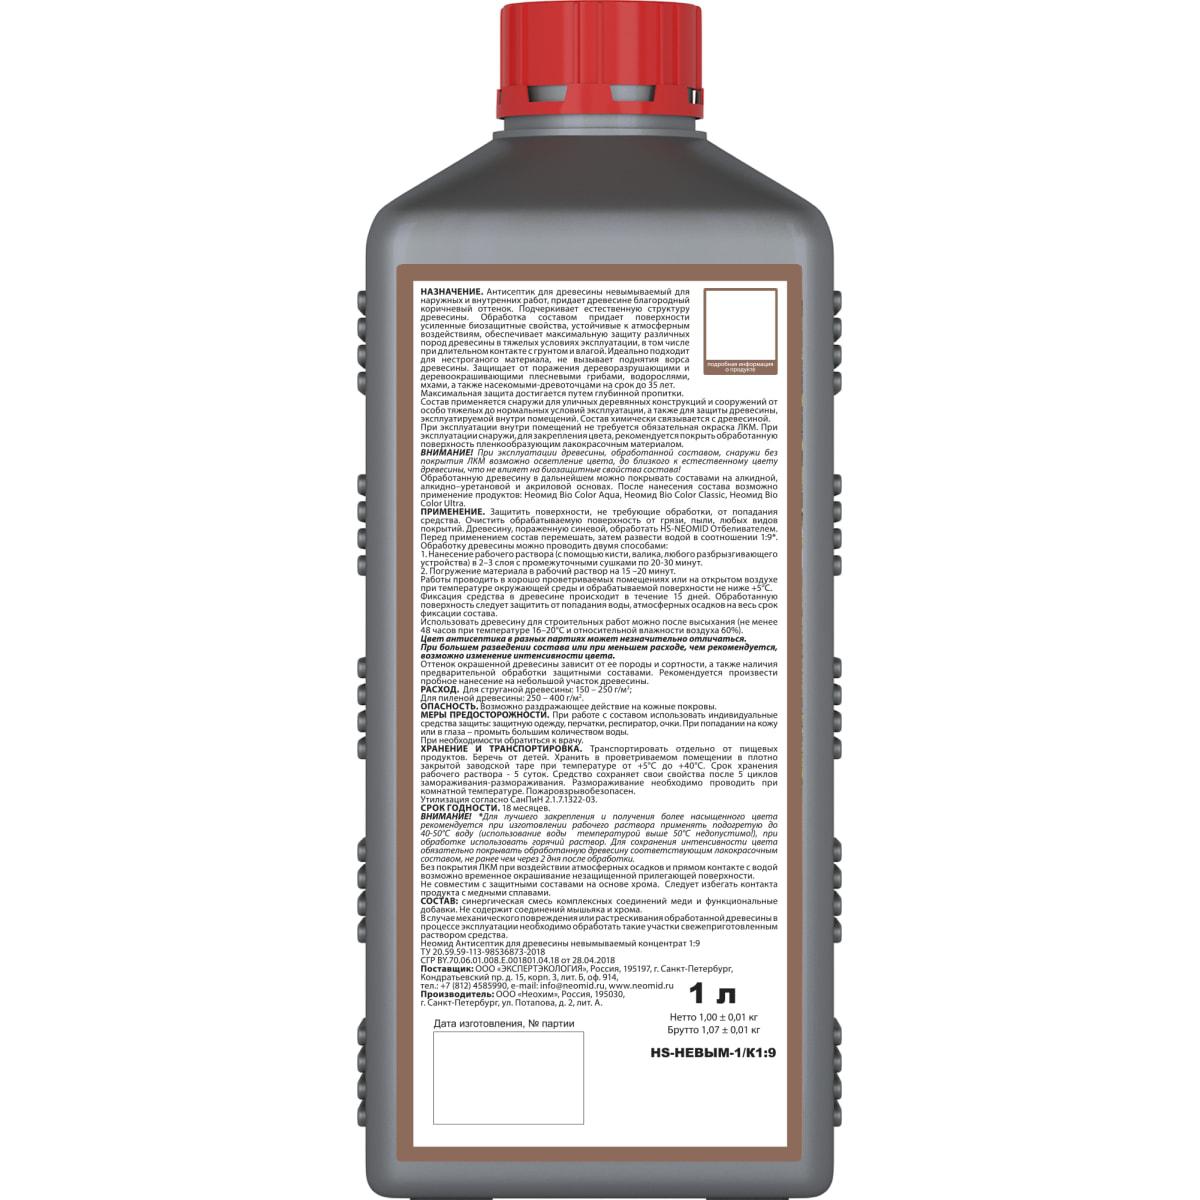 НАЗНАЧЕНИЕ. Антисептик для древесины невымываемый для
наружных и внутренних работ, придает древесине благородный
коричневый оттенок. Подчеркивает естественную структуру
древесины. Обработка составом придает поверхности
усиленные биозащитные свойства, устойчивые к атмосферным
воздействиям, обеспечивает максимальную защиту различных
пород древесины в тяжелых условиях эксплуатации, в том числе
при длительном контакте с грунтом и влагой. Идеально подходит
для нестроганого материала, не вызывает поднятия ворса
древесины. Защищает от поражения дереворазрушающими и
деревоокрашивающими плесневыми грибами, водорослями,
мхами, а также насекомыми-древоточцами на срок до 35 лет.
Максимальная защита достигается путем глубинной пропитки.
подробная информация
о продукте
Состав применяется снаружи для уличных деревянных конструкций и сооружений от
особо тяжелых до нормальных условий эксплуатации, а также для защиты древесины,
эксплуатируемой внутри помещений. Состав химически связывается с древесиной.
При эксплуатации внутри помещений не требуется обязательная окраска ЛКМ. При
эксплуатации снаружи, для закрепления цвета, рекомендуется покрыть обработанную
поверхность пленкообразующим лакокрасочным материалом.
ВНИМАНИЕ! При эксплуатации древесины, обработанной составом, снаружи без
покрытия ЛКМ возможно осветление цвета, до близкого к естественному цвету
древесины, что не влияет на биозащитные свойства состава!
Обработанную древесину в дальнейшем можно покрывать составами на алкидной,
алкидно–уретановой и акриловой основах. После нанесения состава возможно
применение продуктов: Неомид Bio Color Aqua, Неомид Bio Color Classic, Неомид Bio
Color Ultra.
ПРИМЕНЕНИЕ. Защитить поверхности, не требующие обработки, от попадания
средства. Очистить обрабатываемую поверхность от грязи, пыли, любых видов
покрытий. Древесину, пораженную синевой, обработать HS-NEOMID Отбеливателем.
Перед применением состав перемешать, затем развести водой в соотношении 1:9*.
Обработку древесины можно проводить двумя способами:
1. Нанесение рабочего раствора (с помощью кисти, валика, любого разбрызгивающего
устройства) в 2–3 слоя с промежуточными сушками по 20-30 минут.
2. Погружение материала в рабочий раствор на 15 –20 минут.
Работы проводить в хорошо проветриваемых помещениях или на открытом воздухе
при температуре окружающей среды и обрабатываемой поверхности не ниже +5°С.
Фиксация средства в древесине происходит в течение 15 дней. Обработанную
поверхность следует защитить от попадания воды, атмосферных осадков на весь срок
фиксации состава.
Использовать древесину для строительных работ можно после высыхания (не менее
48 часов при температуре 16–20°С и относительной влажности воздуха 60%).
Цвет антисептика в разных партиях может незначительно отличаться.
При большем разведении состава или при меньшем расходе, чем рекомендуется,
возможно изменение интенсивности цвета.
Оттенок окрашенной древесины зависит от ее породы и сортности, а также наличия
предварительной обработки защитными составами. Рекомендуется произвести
пробное нанесение на небольшой участок древесины.
РАСХОД. Для струганой древесины: 150 – 250 г/м²;
Для пиленой древесины: 250 – 400 г/м².
ОПАСНОСТЬ. Возможно раздражающее действие на кожные покровы.
МЕРЫ ПРЕДОСТОРОЖНОСТИ. При работе с составом использовать индивидуальные
средства защиты: защитную одежду, перчатки, респиратор, очки. При попадании на кожу
или в глаза – промыть большим количеством воды.
При необходимости обратиться к врачу.
ХРАНЕНИЕ И ТРАНСПОРТИРОВКА. Транспортировать отдельно от пищевых
продуктов. Беречь от детей. Хранить в проветриваемом помещении в плотно
закрытой заводской таре при температуре от +5°С до +40°С. Срок хранения
рабочего раствора - 5 суток. Средство сохраняет свои свойства после 5 циклов
замораживания-размораживания. Размораживание необходимо проводить при
комнатной температуре. Пожаровзрывобезопасен.
Утилизация согласно СанПиН 2.1.7.1322-03.
СРОК ГОДНОСТИ. 18 месяцев.
ВНИМАНИЕ! *Для лучшего закрепления и получения более насыщенного цвета
рекомендуется при изготовлении рабочего раствора применять подогретую до
40-50°С воду (использование воды температурой выше 50°С недопустимо!), при
обработке использовать горячий раствор. Для сохранения интенсивности цвета
обязательно покрывать обработанную древесину соответствующим лакокрасочным
составом, не ранее чем через 2 дня после обработки.
Без покрытия ЛКМ при воздействии атмосферных осадков и прямом контакте с водой
возможно временное окрашивание незащищенной прилегающей поверхности.
Не совместим с защитными составами на основе хрома. Следует избегать контакта
продукта с медными сплавами.
СОСТАВ: синергическая смесь комплексных соединений меди и функциональные
добавки. Не содержит соединений мышьяка и хрома.
В случае механического повреждения или растрескивания обработанной древесины в
процессе эксплуатации необходимо обработать такие участки свежеприготовленным
раствором средства.
Неомид Антисептик для древесины невымываемый концентрат 1:9
ТУ 20.59.59-113-98536873-2018
СГР BY.70.06.01.008.E.001801.04.18 от 28.04.2018
Поставщик: ООО «ЭКСПЕРТЭКОЛОГИЯ», Россия, 195197, г. Санкт-Петербург,
Кондратьевский пр. д. 15, корп. 3, лит. Б, оф. 914,
тел.: +7 (812) 4585990, e-mail: info@neomid.ru, www.neomid.ru
Производитель: ООО «Неохим», Россия, 195030,
г. Санкт-Петербург, ул. Потапова, д. 2, лит. А.
1 л
Нетто 1,00 ± 0,01 кг
Брутто 1,07 ± 0,01 кг
Дата изготовления, № партии
HS-НЕВЫМ-1/К1:9